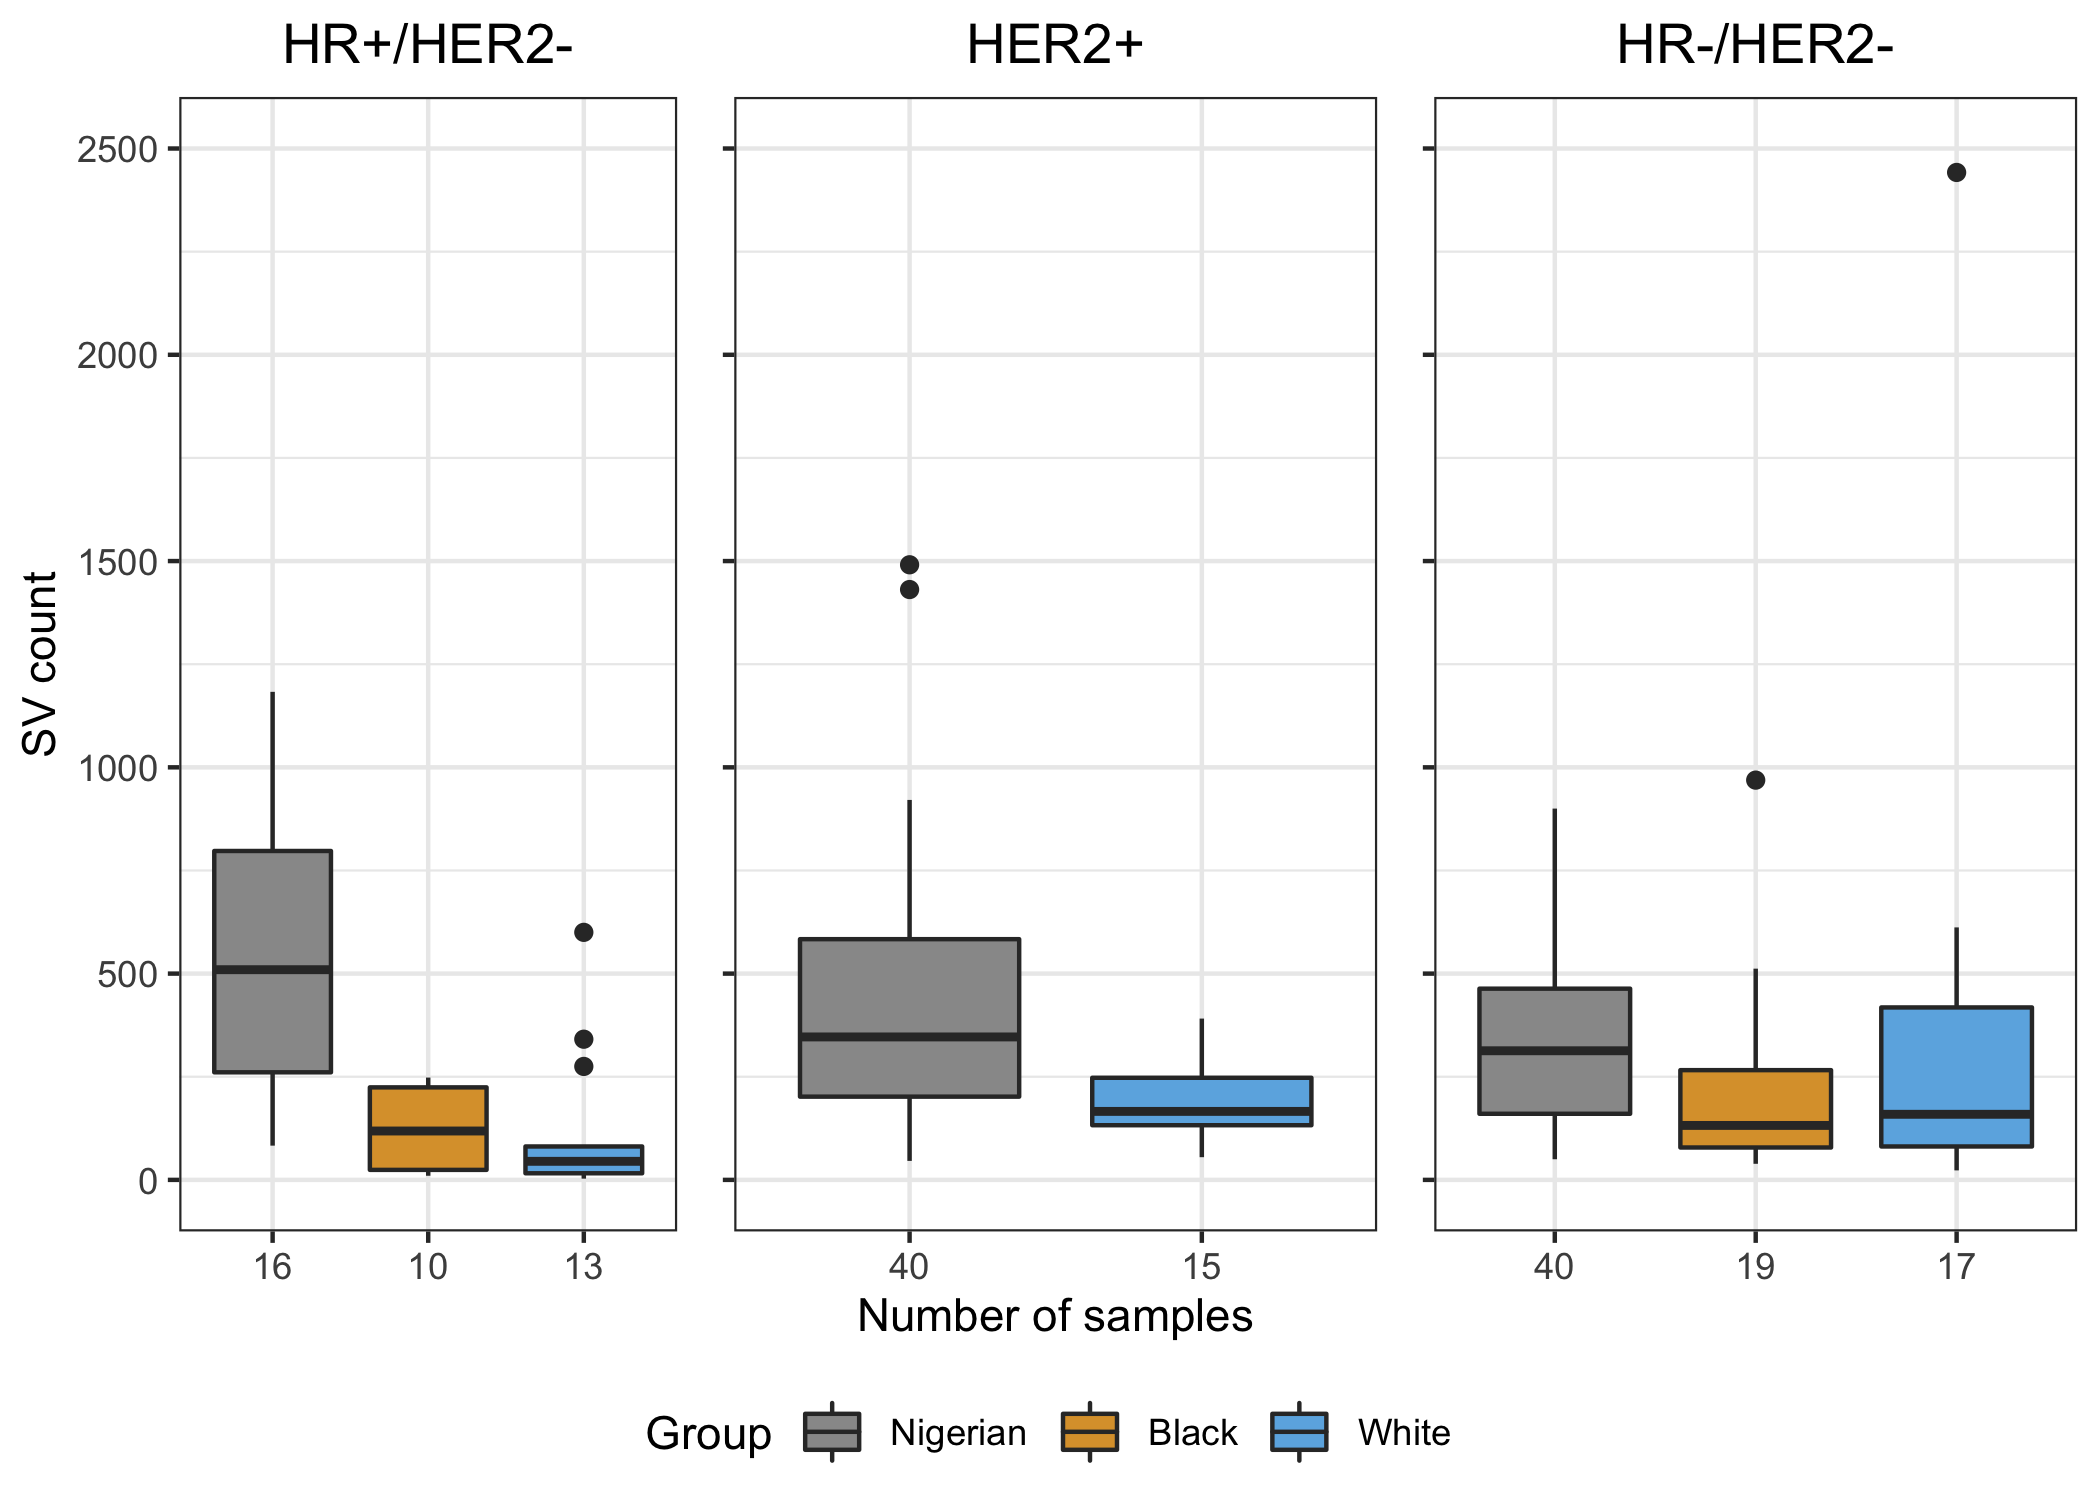 HR+/HER2- HER2+ HR-/HER2-
2500
2000
1500
1000
500
0
SV count
16 10 13 40 15 40 19 17
Number of samples
Group Nigerian Black White